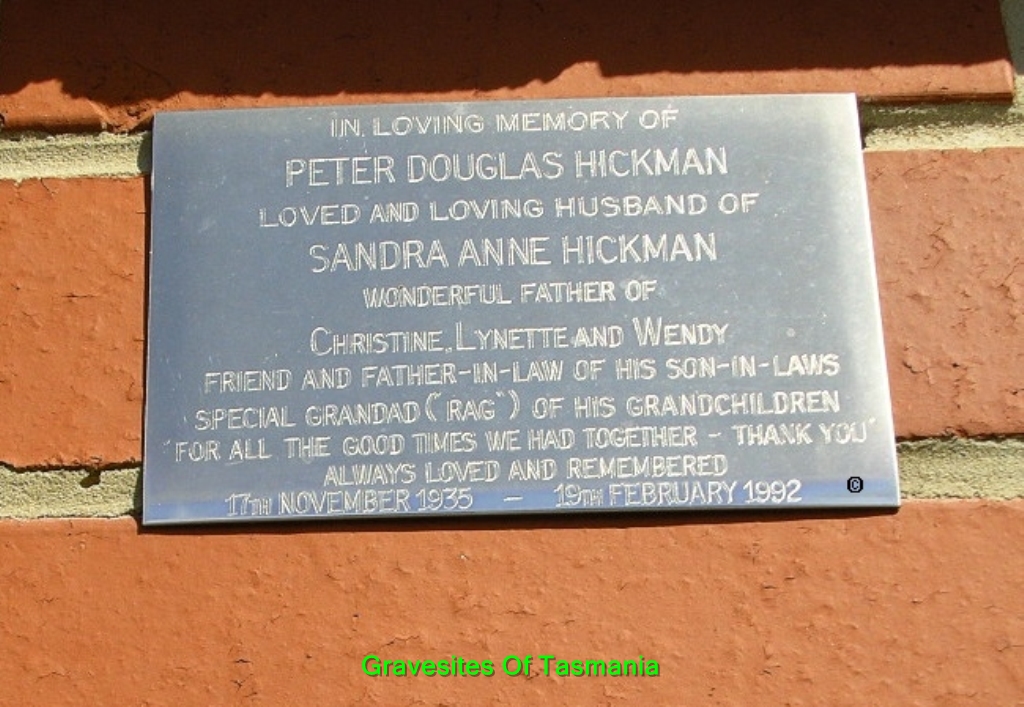 IN LOVING MEMORY OF
PETER DOUGLAS HICKMAN
LOVED AND LOVING HUSBAND OF
SANDRA ANNE HICKMAN
WONDERFUL FATHER OF
CHRISTINE, LYNETTE AND WENDY
FRIEND AND FATHER-IN-LAW OF HIS SON-IN-LAWS
SPECIAL GRANDAD ("RAG") OF HIS GRANDCHILDREN
"FOR ALL THE GOOD TIMES WE HAD TOGETHER - THANK YOU"
ALWAYS LOVED AND REMEMBERED
17TH NOVEMBER 1935 - 19TH FEBRUARY 1992 ©
Gravesites Of Tasmania